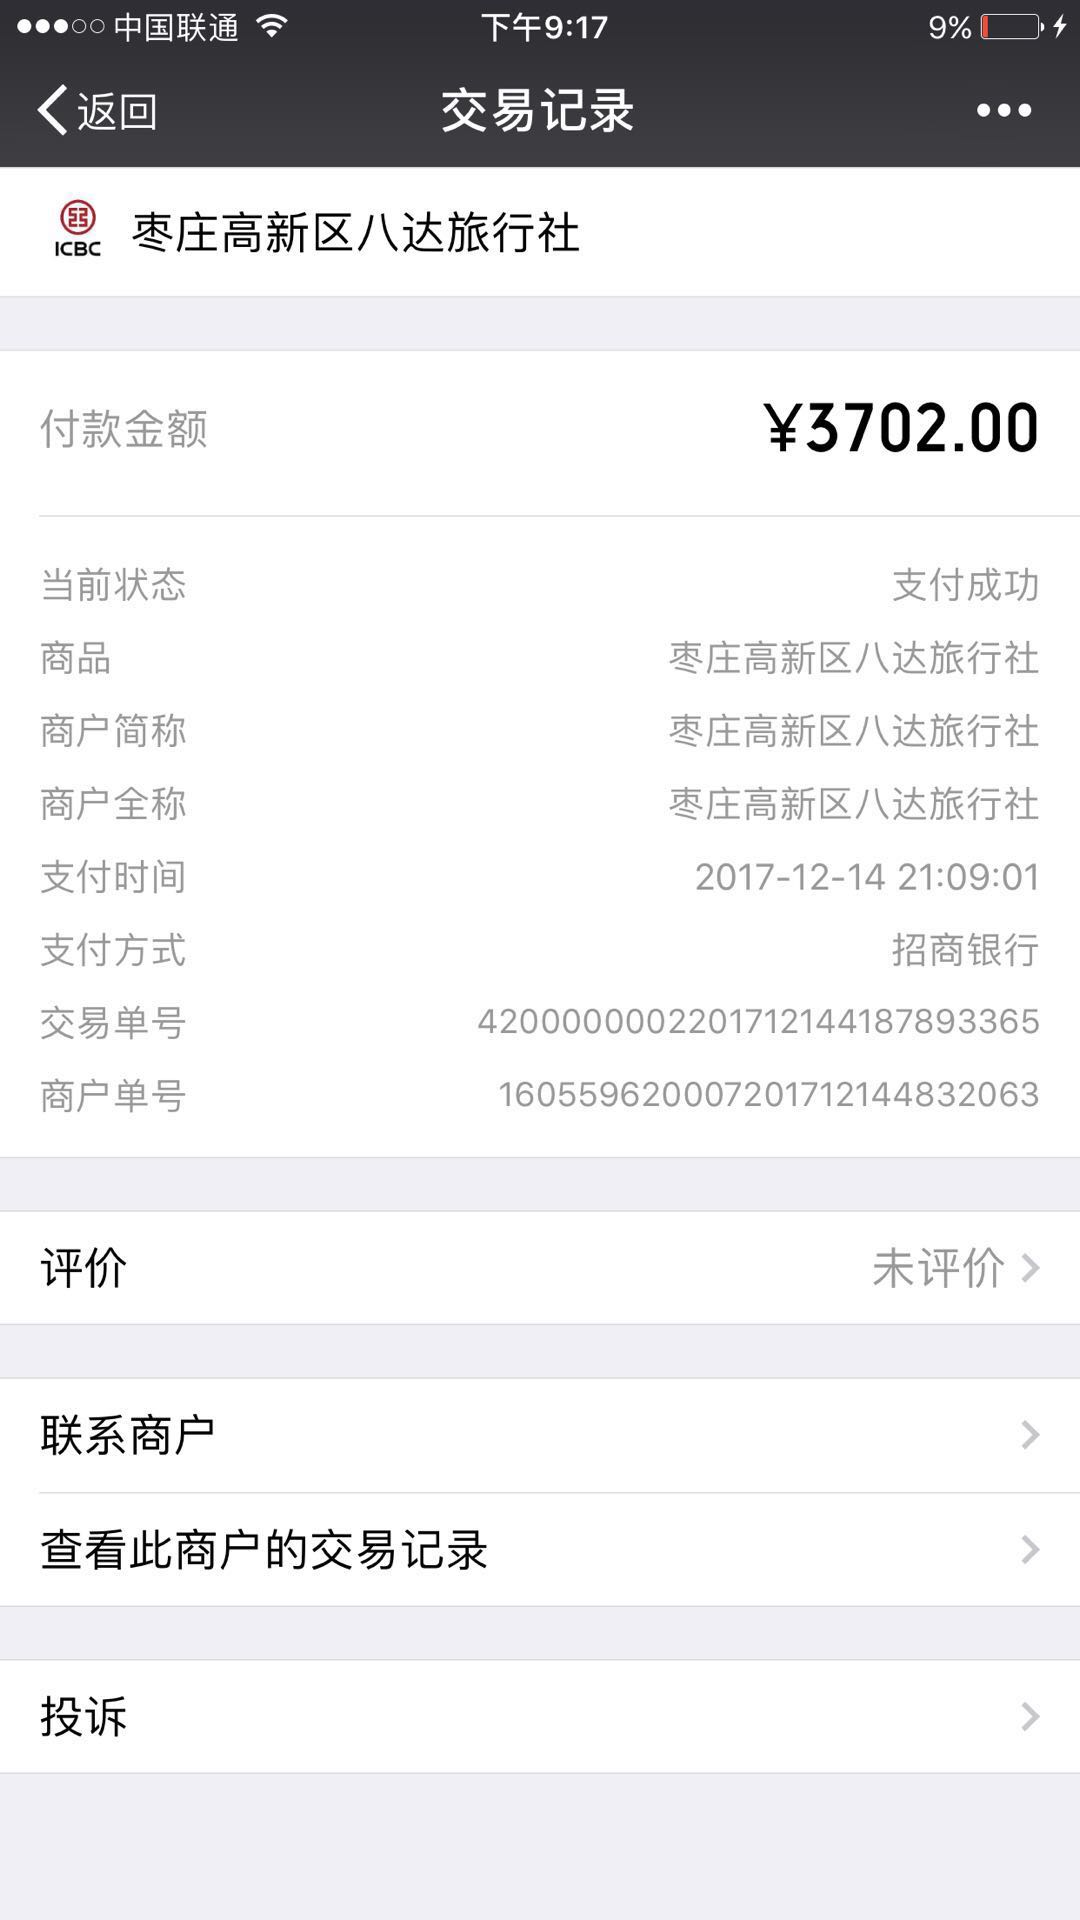 中国联通 下午9:17 9%
返回 交易记录
ICBC 枣庄高新区八达旅行社
付款金额 ¥3702.00
当前状态 支付成功
商品 枣庄高新区八达旅行社
商户简称 枣庄高新区八达旅行社
商户全称 枣庄高新区八达旅行社
支付时间 2017-12-14 21:09:01
支付方式 招商银行
交易单号 4200000002201712144187893365
商户单号 160559620007201712144832063
评价 未评价
联系商户
查看此商户的交易记录
投诉